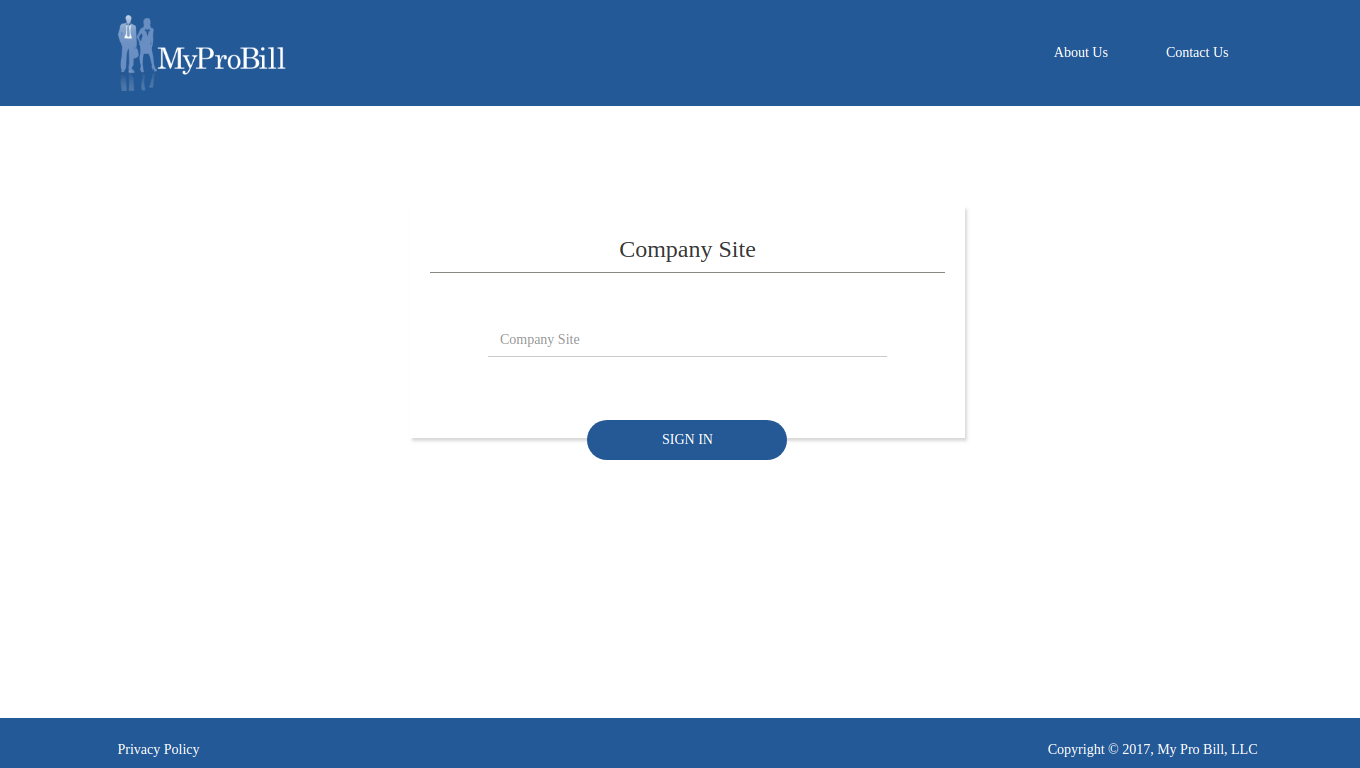 MyProBill
About Us
Contact Us
Company Site
Company Site
SIGN IN
Privacy Policy
Copyright © 2017, My Pro Bill, LLC